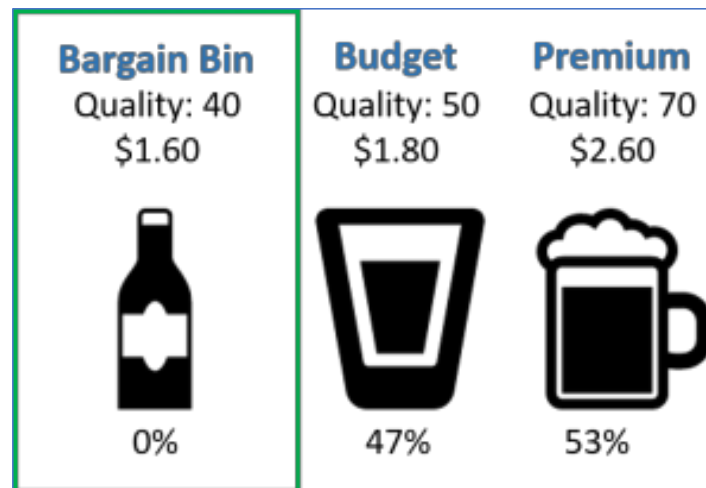 Bargain Bin
Quality: 40
$1.60
0%
Budget
Quality: 50
$1.80
47%
Premium
Quality: 70
$2.60
53%